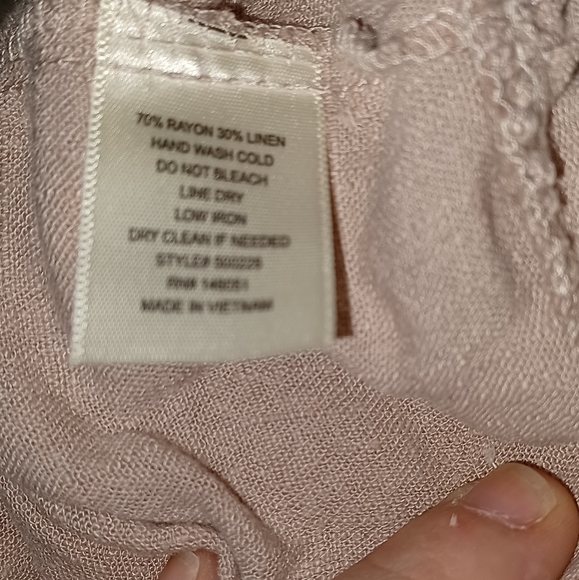 70% RAYON 30% LINEN
HAND WASH COLD
DO NOT BLEACH
LINE DRY
LOW IRON
DRY CLEAN IF NEEDED
STYLE#
RN#
MADE IN VIETNAM